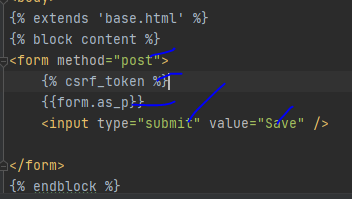 {% extends 'base.html' %}
{% block content %}
<form method="post">
{% csrf_token %}
{{form.as_p}}
<input type="submit" value="Save" />
</form>
{% endblock %}